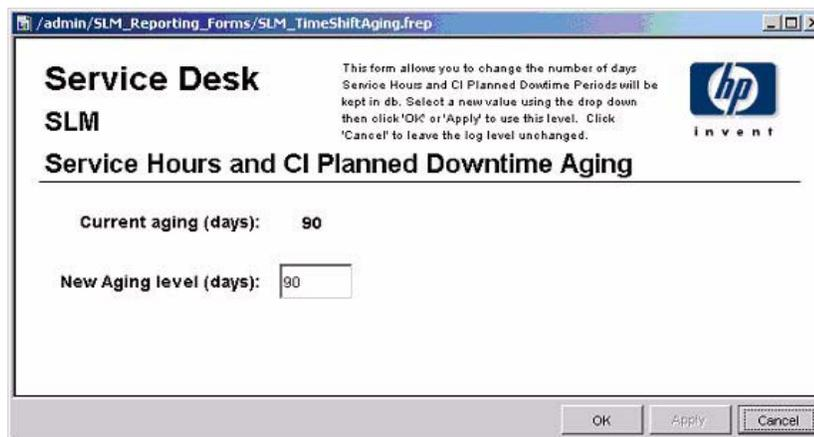 /admin/SLM_Reporting_Forms/SLM_TimeShiftAging.frep
Service Desk
SLM
This form allows you to change the number of days
Service Hours and CI Planned Dowtime Periods will be
kept in db. Select a new value using the drop down
then click 'OK' or 'Apply' to use this level. Click
'Cancel' to leave the log level unchanged.
hp
invent
Service Hours and CI Planned Downtime Aging
Current aging (days): 90
New Aging level (days): 90
OK Apply Cancel